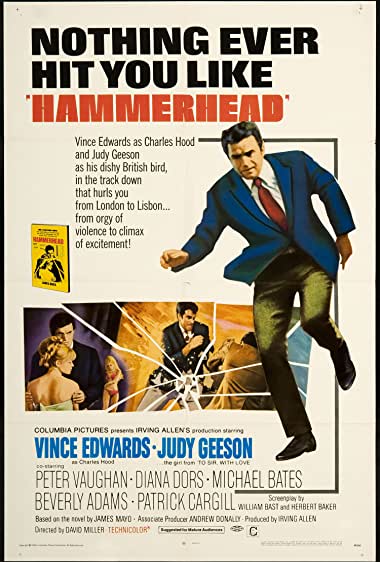 NOTHING EVER
HIT YOU LIKE
"HAMMERHEAD"
Vince Edwards as Charles Hood
and Judy Geeson as
his dishy British bird,
in the track down
that hurls you
from London to Lisbon...
from orgy of
violence to climax
of excitement!
HAMMERHEAD
JAMES MAYO
COLUMBIA PICTURES presents IRVING ALLEN'S production starring
VINCE EDWARDS • JUDY GEESON
as Charles Hood ...the girl from "TO SIR, WITH LOVE"
co-starring
PETER VAUGHAN • DIANA DORS • MICHAEL BATES
BEVERLY ADAMS • PATRICK CARGILL
Screenplay by
WILLIAM BAST and HERBERT BAKER
Based on the novel by JAMES MAYO • Associate Producer ANDREW DONALLY • Produced by IRVING ALLEN
Directed by DAVID MILLER • TECHNICOLOR®
Suggested for Mature Audiences
C